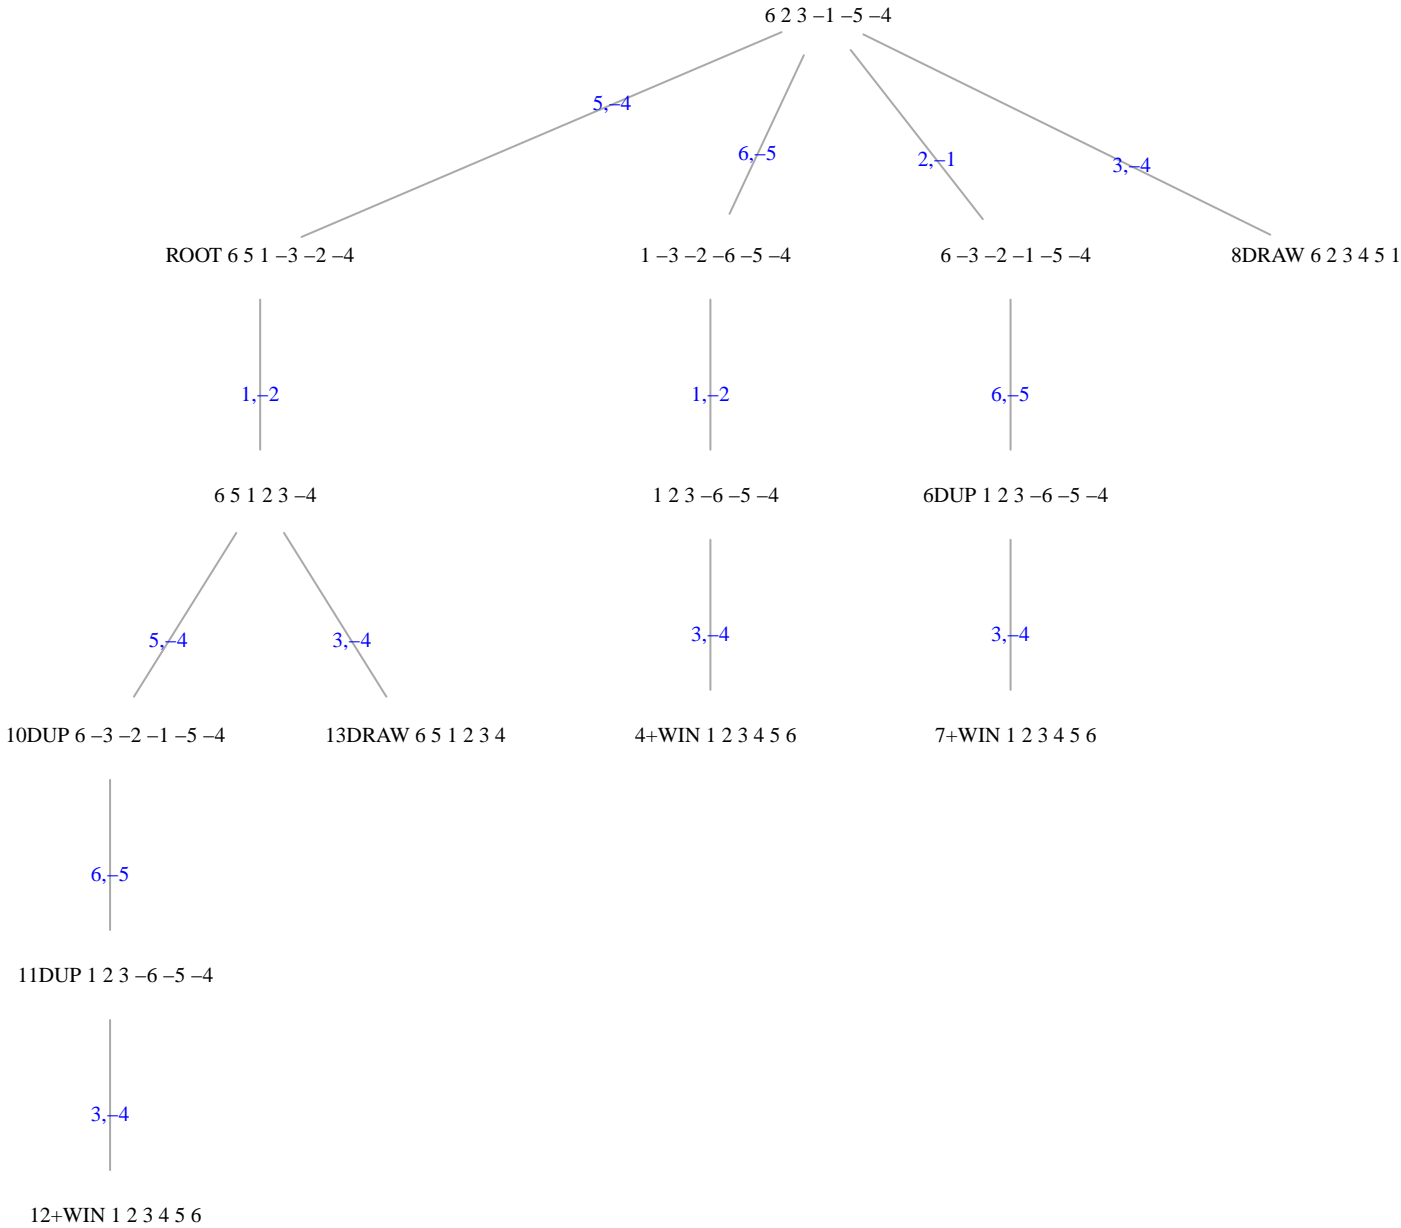 6 2 3 –1 –5 –4
5,–4
6,–5
2,–1
3,–4
ROOT 6 5 1 –3 –2 –4
1 –3 –2 –6 –5 –4
6 –3 –2 –1 –5 –4
8DRAW 6 2 3 4 5 1
1,–2
1,–2
6,–5
6 5 1 2 3 –4
1 2 3 –6 –5 –4
6DUP 1 2 3 –6 –5 –4
5,–4
3,–4
3,–4
3,–4
10DUP 6 –3 –2 –1 –5 –4
13DRAW 6 5 1 2 3 4
4+WIN 1 2 3 4 5 6
7+WIN 1 2 3 4 5 6
6,–5
11DUP 1 2 3 –6 –5 –4
3,–4
12+WIN 1 2 3 4 5 6